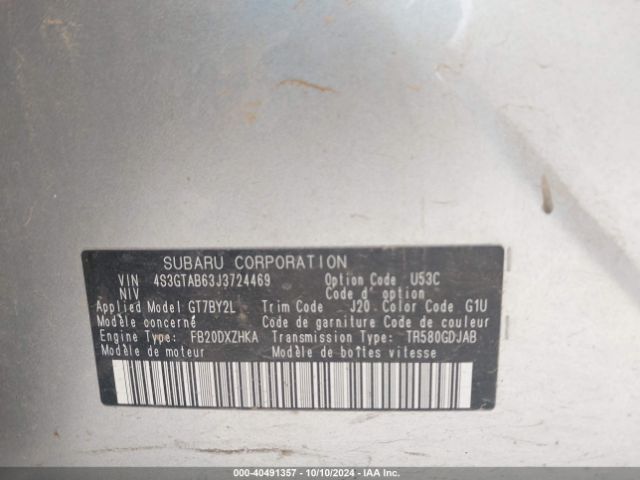 SUBARU CORPORATION
VIN 4S3GTAB63J3724469 Option Code U53C
NIV Code d'option
Applied Model GT7BY2L Trim Code J20 Color Code G1U
Modèle concerné Code de garniture Code de couleur
Engine Type: FB20DXZHKA Transmission Type: TR580GDJAB
Modèle de moteur Modèle de boîtes vitesse
000-40491357 - 10/10/2024 - IAA Inc.